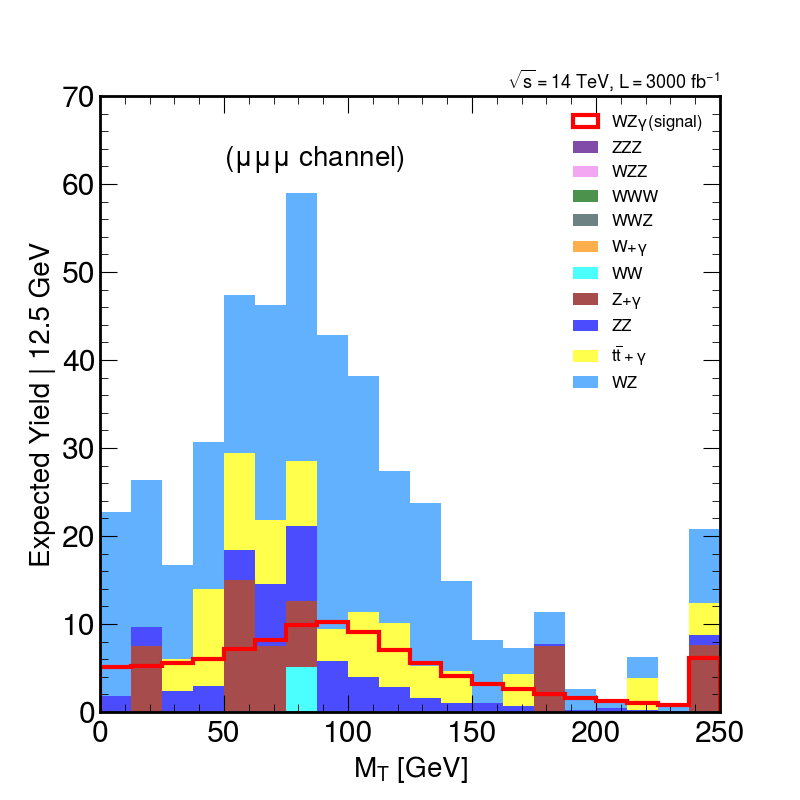 √s = 14 TeV, L = 3000 fb⁻¹
(μμμ channel)
WZγ(signal)
ZZZ
WZZ
WWW
WWZ
W+γ
WW
Z+γ
ZZ
tt̄ + γ
WZ
Expected Yield | 12.5 GeV
70
60
50
40
30
20
10
0
0 50 100 150 200 250
M_T [GeV]